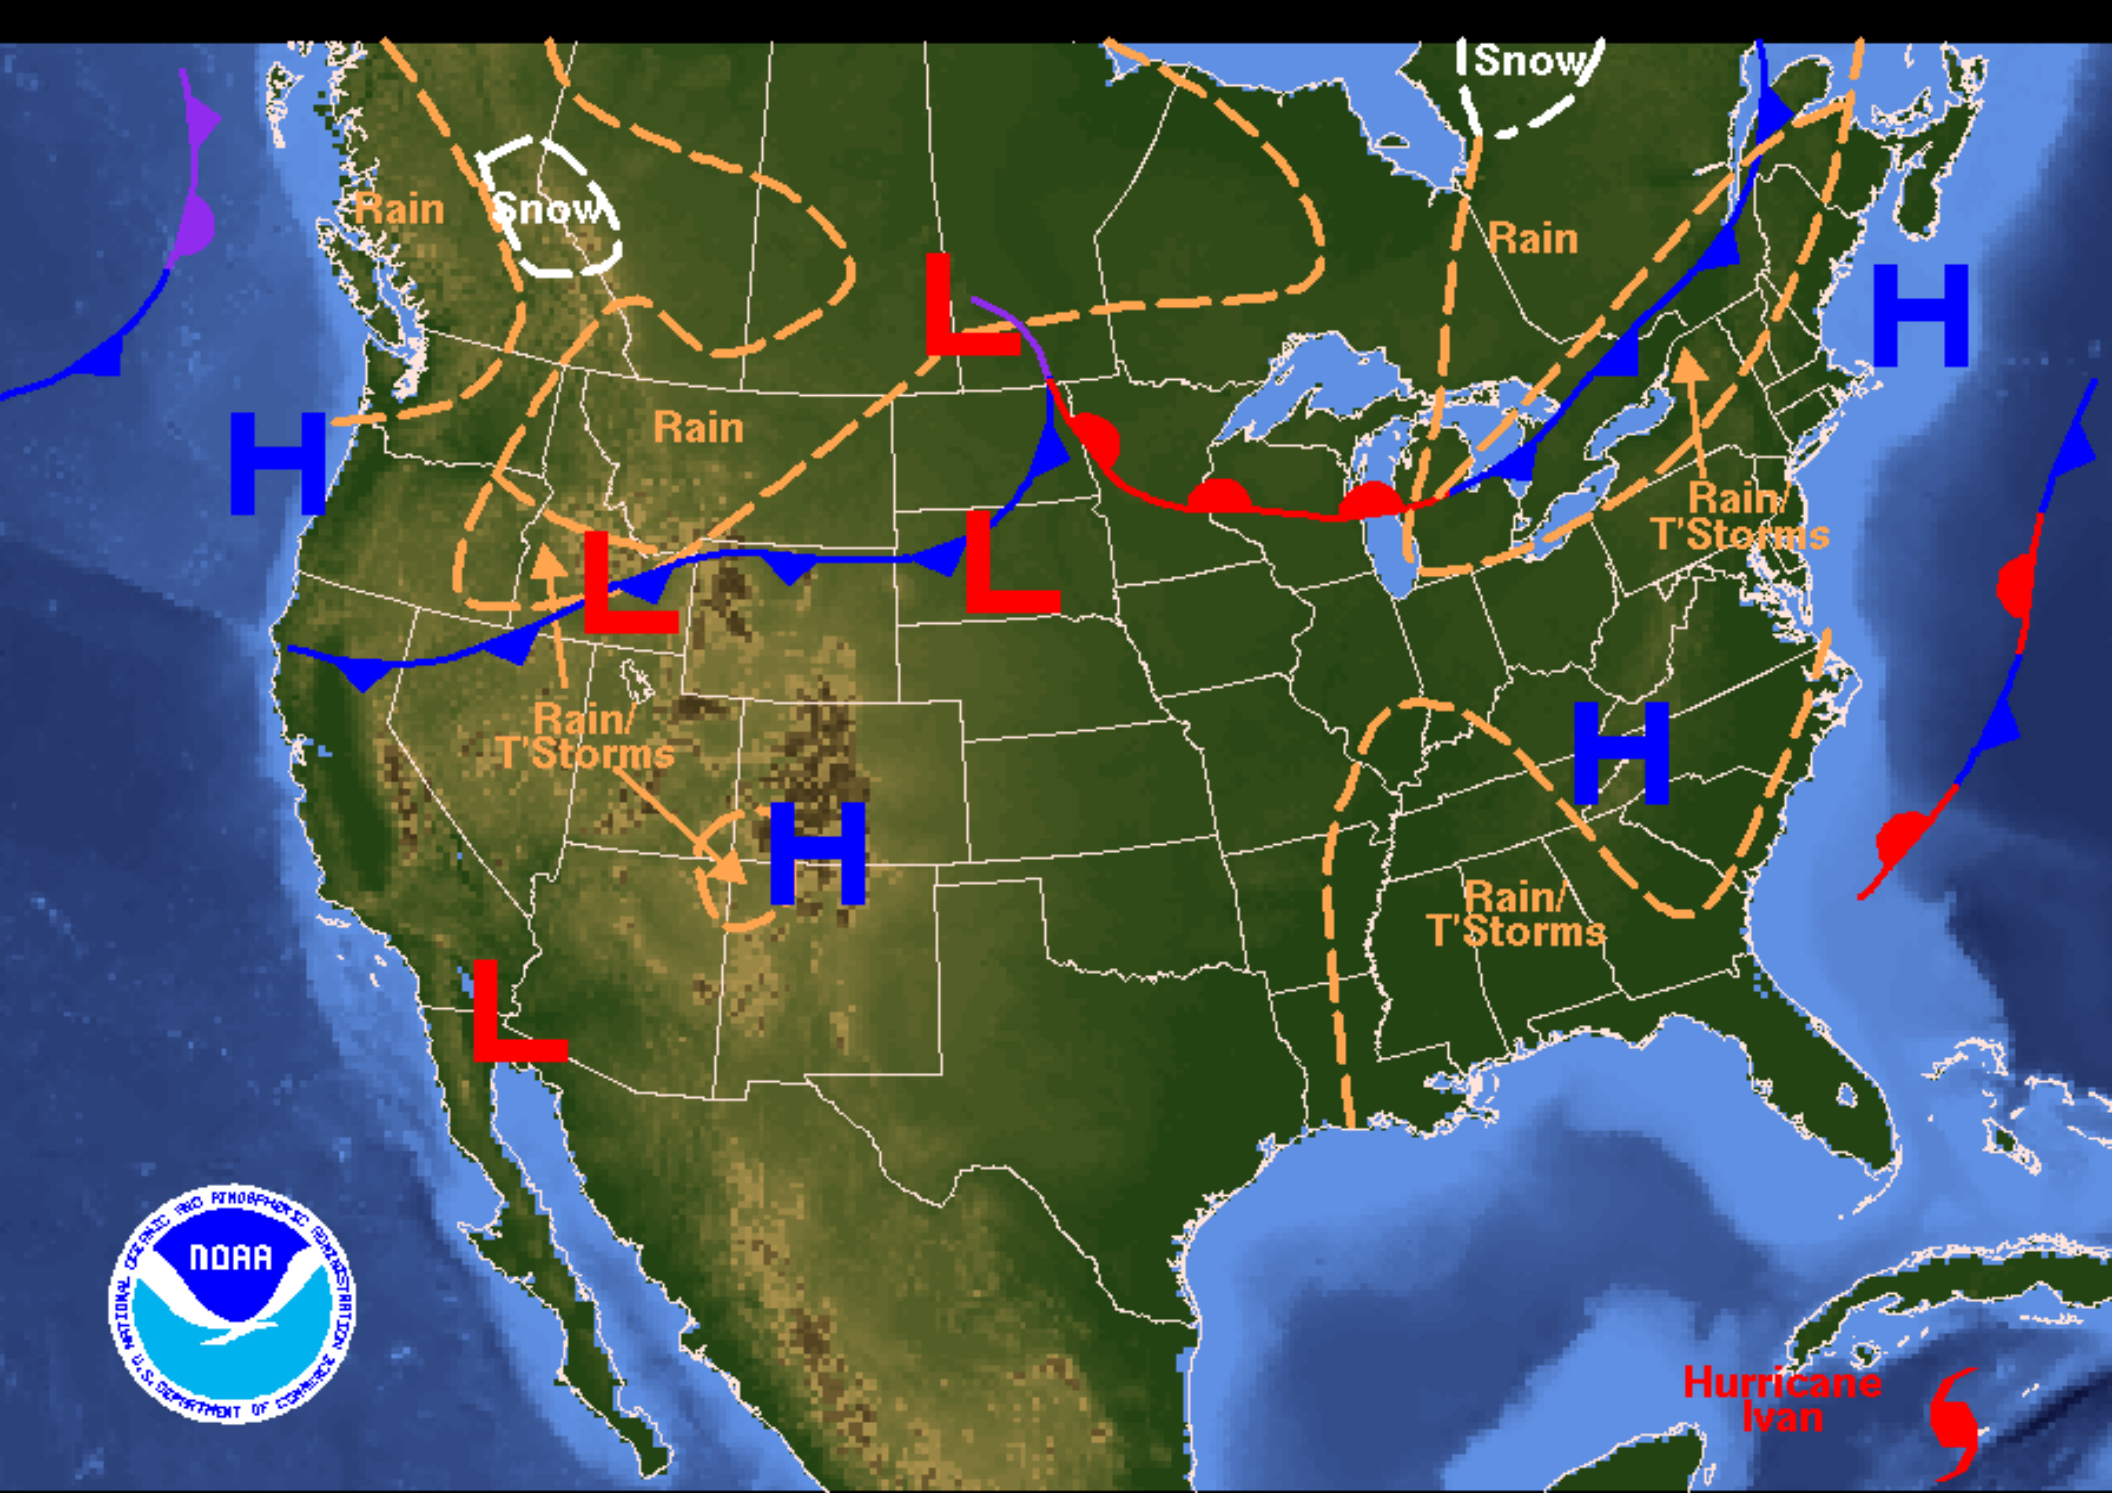 Snow
Rain
Snow
Rain
L
H
Rain
H
Rain/
T'Storms
L
L
Rain/
T'Storms
H
H
Rain/
T'Storms
L
NATIONAL OCEANIC AND ATMOSPHERIC ADMINISTRATION
NOAA
U.S. DEPARTMENT OF COMMERCE
Hurricane
Ivan